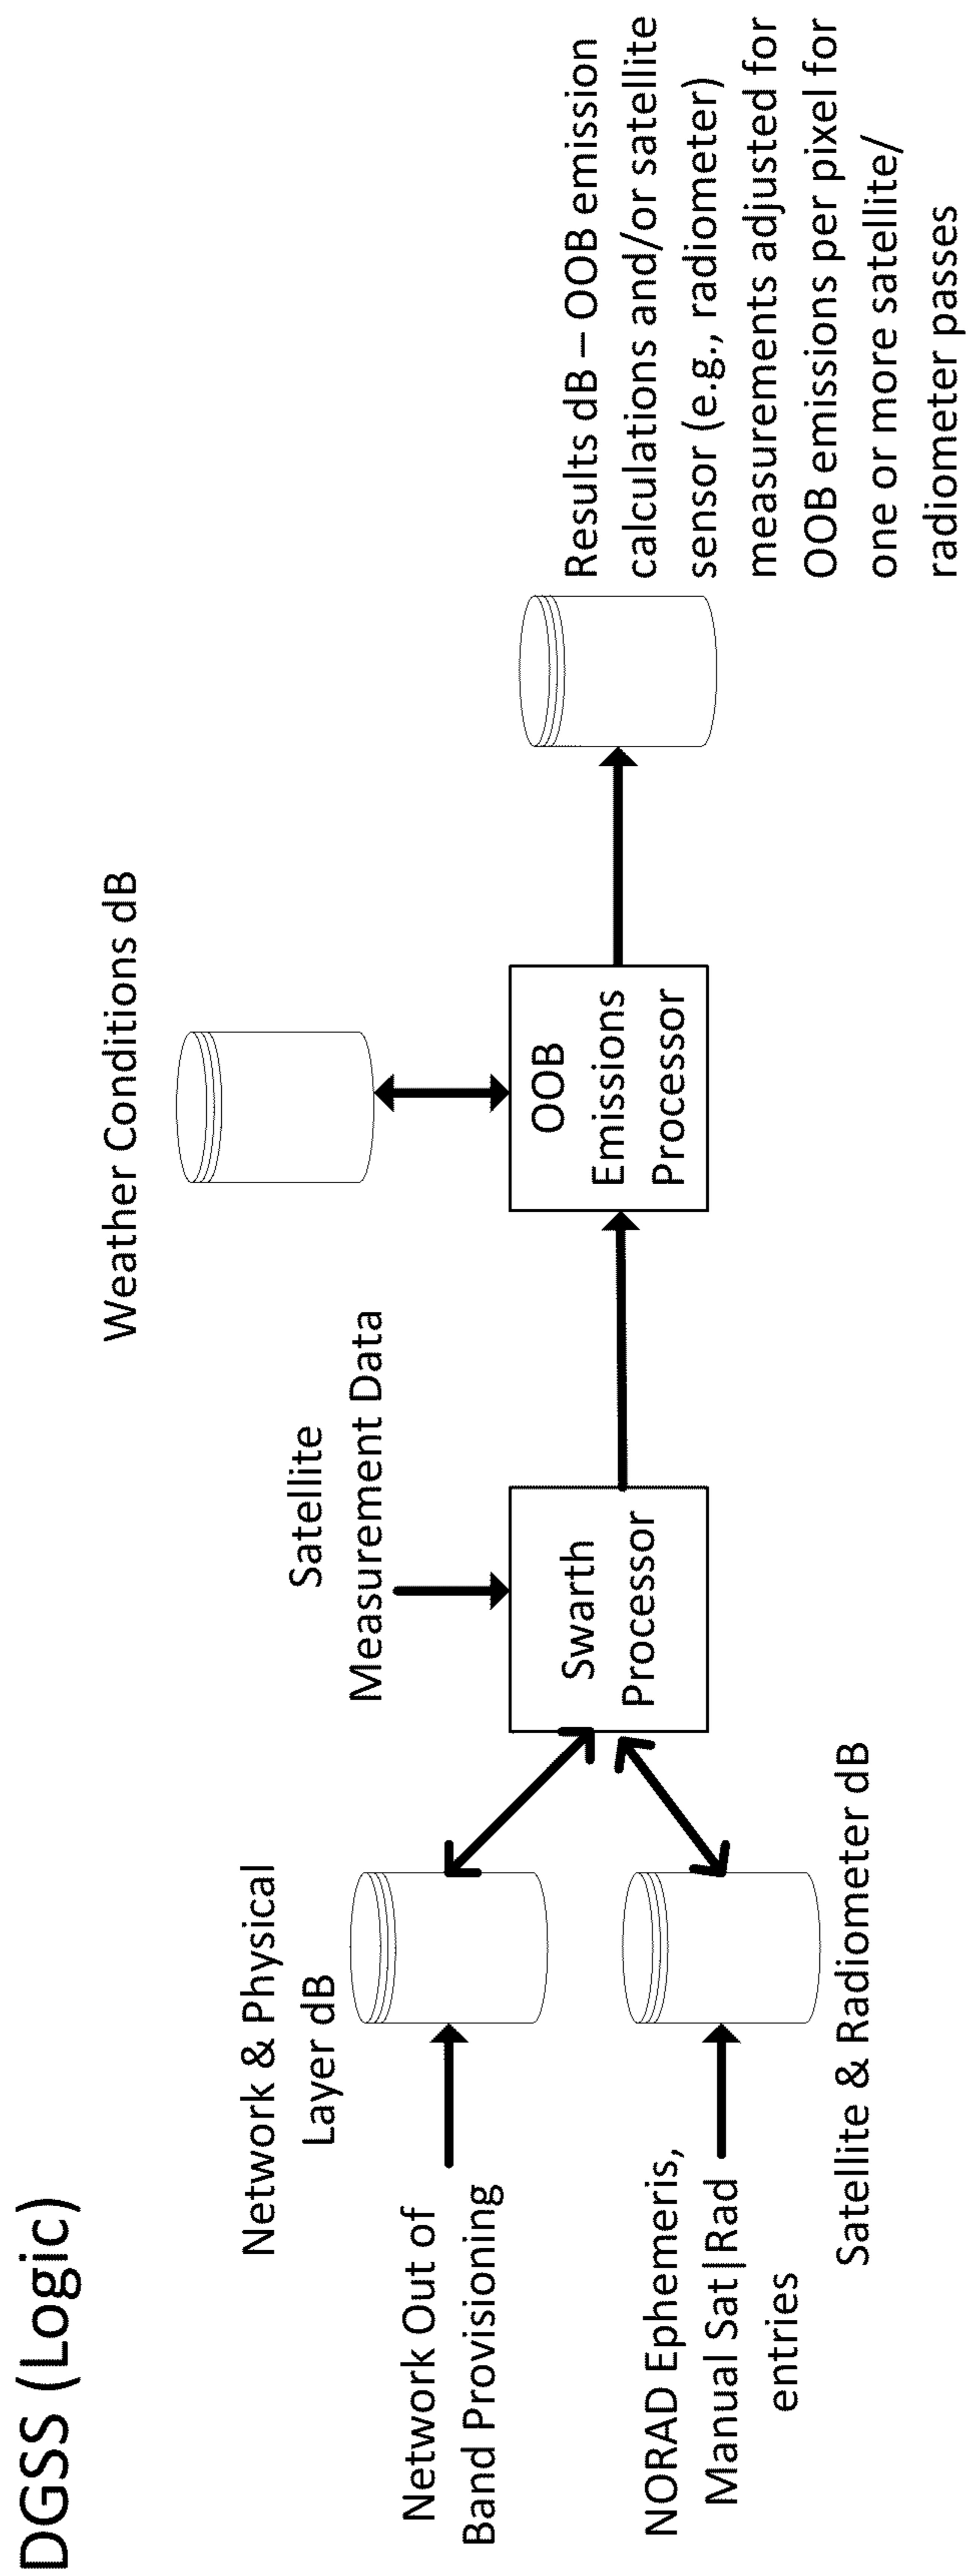 DGSS (Logic)
Network & Physical
Layer dB
Network Out of
Band Provisioning
NORAD Ephemeris,
Manual Sat|Rad
entries
Satellite & Radiometer dB
Satellite
Measurement Data
Swarth
Processor
Weather Conditions dB
OOB
Emissions
Processor
Results dB – OOB emission
calculations and/or satellite
sensor (e.g., radiometer)
measurements adjusted for
OOB emissions per pixel for
one or more satellite/
radiometer passes